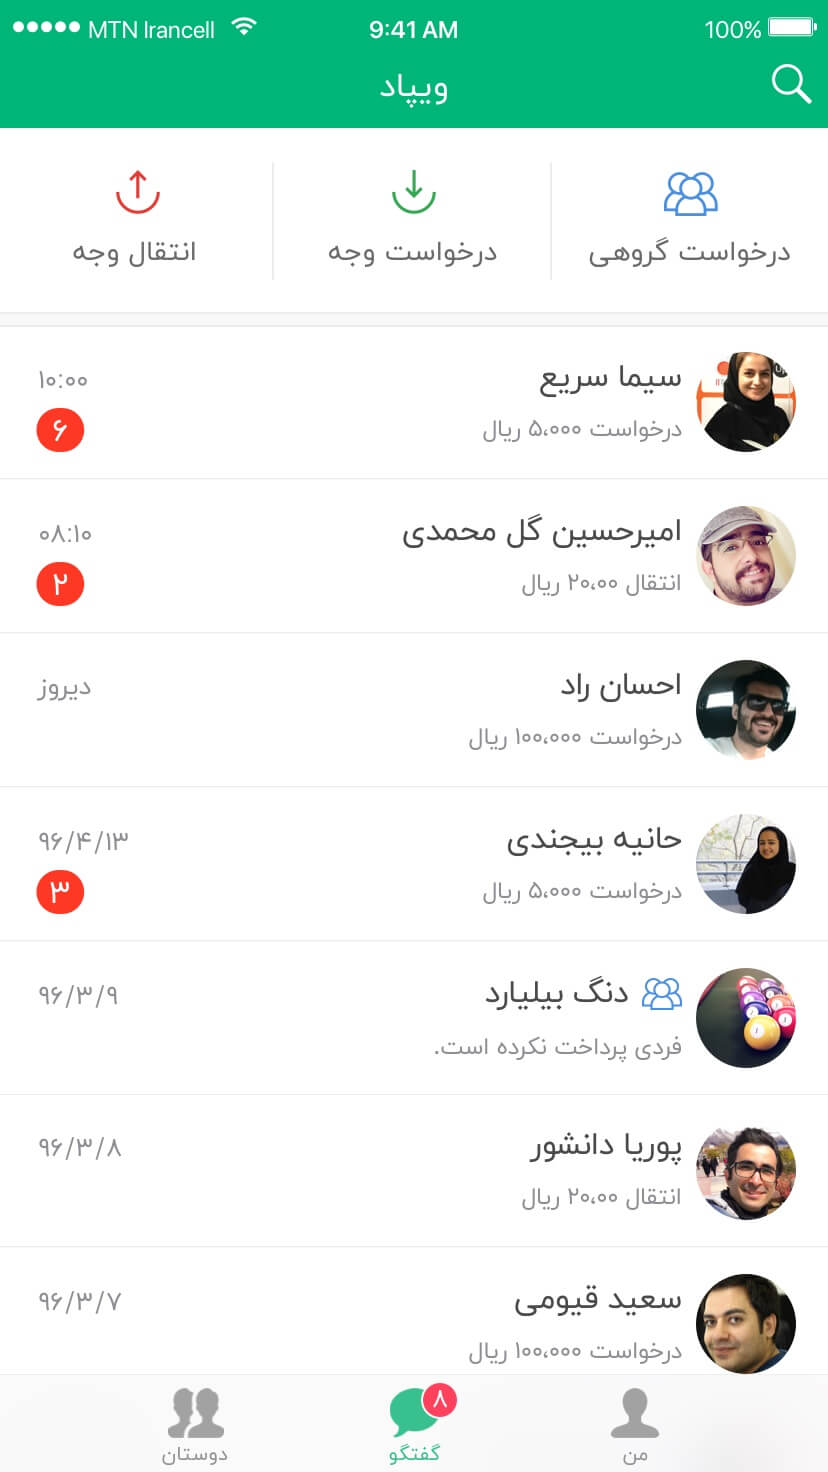 MTN Irancell 9:41 AM 100%
ویپاد
درخواست گروهی
درخواست وجه
انتقال وجه
سیما سریع
۱۰:۰۰
درخواست ۵،۰۰۰ ریال
۶
امیرحسین گل محمدی
۰۸:۱۰
انتقال ۲۰،۰۰ ریال
۲
احسان راد
دیروز
درخواست ۱۰۰،۰۰۰ ریال
حانیه بیجندی
۹۶/۴/۱۳
درخواست ۵،۰۰۰ ریال
۳
دنگ بیلیارد
۹۶/۳/۹
فردی پرداخت نکرده است.
پوریا دانشور
۹۶/۳/۸
انتقال ۲۰،۰۰ ریال
سعید قیومی
۹۶/۳/۷
درخواست ۱۰۰،۰۰۰ ریال
من
۸
گفتگو
دوستان